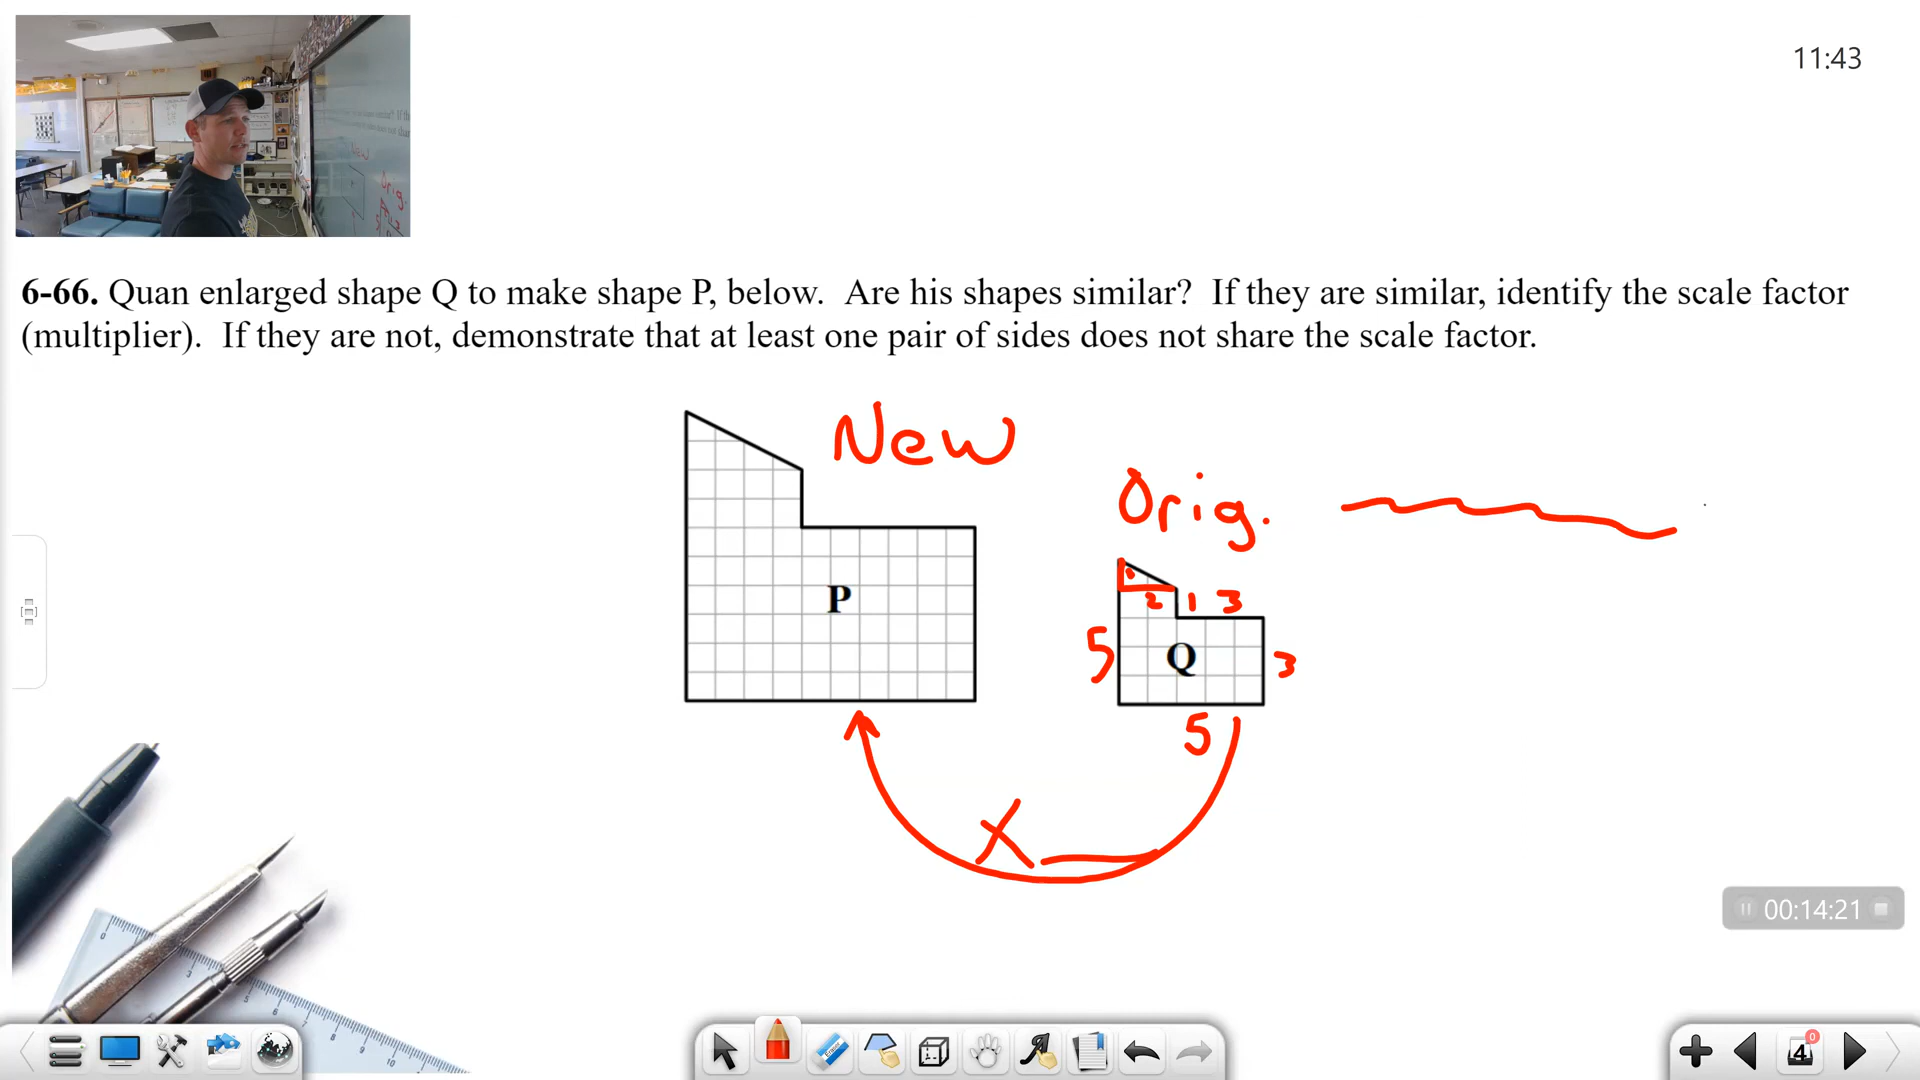 11:43
6-66. Quan enlarged shape Q to make shape P, below. Are his shapes similar? If they are similar, identify the scale factor
(multiplier). If they are not, demonstrate that at least one pair of sides does not share the scale factor.
New
Orig.
1
2 1 3
P
5 Q 3
5
X
00:14:21
4
0